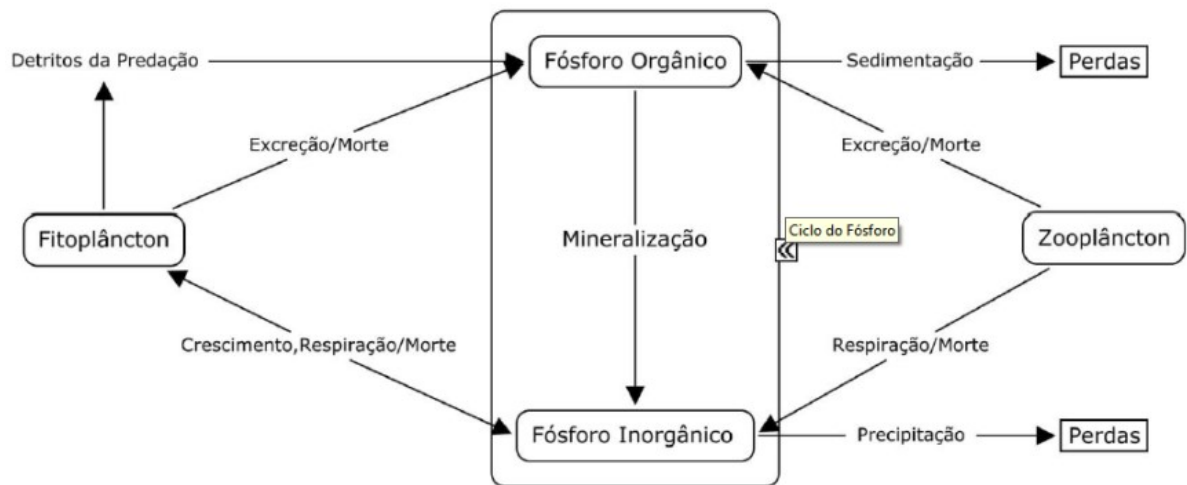 Detritos da Predação
Fósforo Orgânico
Sedimentação
Perdas
Excreção/Morte
Excreção/Morte
Fitoplâncton
Mineralização
Ciclo do Fósforo
Zooplâncton
Crescimento,Respiração/Morte
Respiração/Morte
Fósforo Inorgânico
Precipitação
Perdas